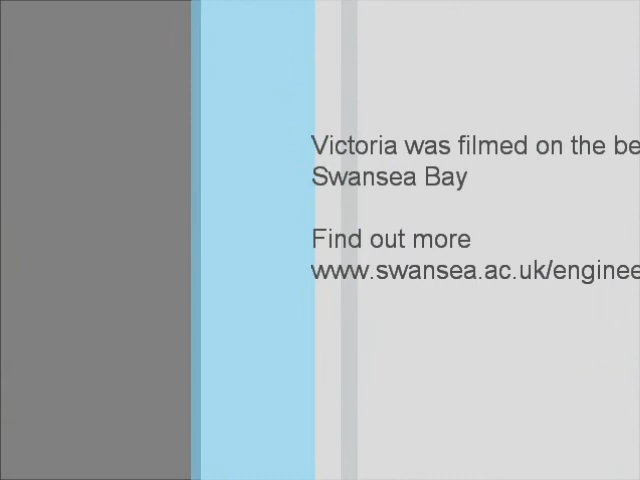 Victoria was filmed on the be
Swansea Bay
Find out more
www.swansea.ac.uk/enginee